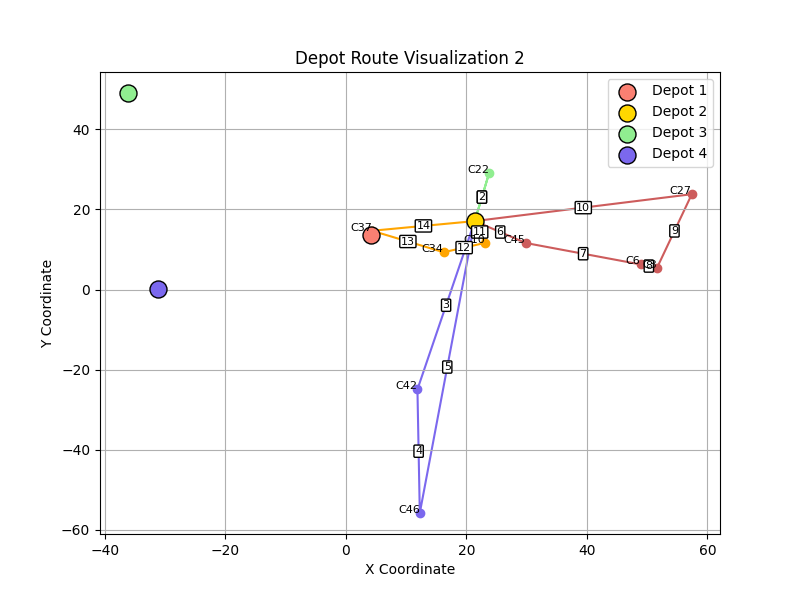 Depot Route Visualization 2
Depot 1
Depot 2
Depot 3
Depot 4
40
20
0
−20
−40
−60
Y Coordinate
C22
2
C27
10
C37
14
13
C34
12
11
6
C45
7
C6
8
9
3
5
C42
4
C46
−40
−20
0
20
40
60
X Coordinate